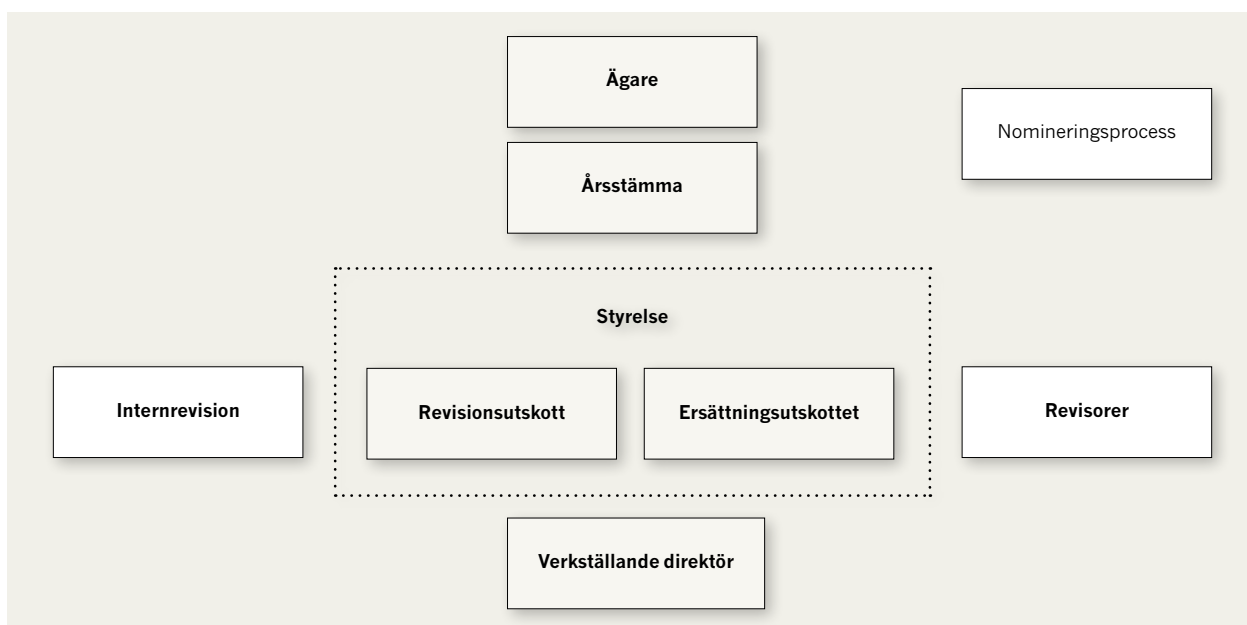 Ägare
Nomineringsprocess
Årsstämma
Styrelse
Internrevision
Revisionsutskott
Ersättningsutskottet
Revisorer
Verkställande direktör